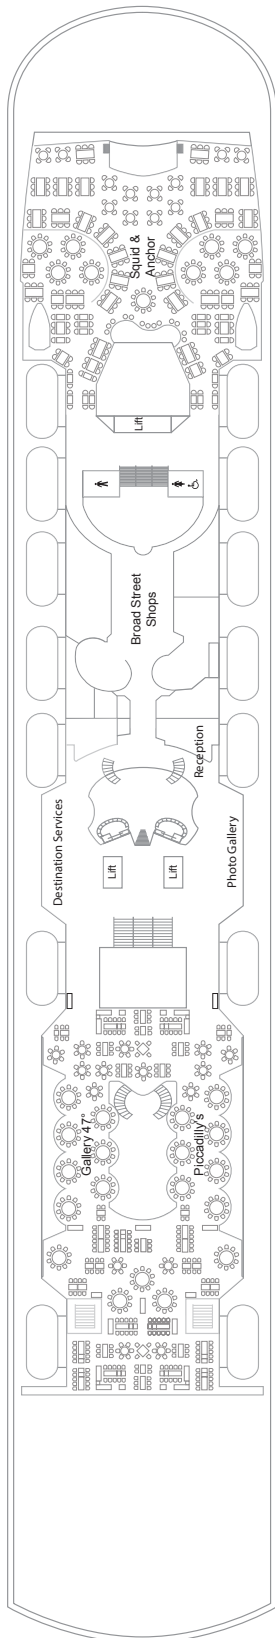 Squid &
Anchor
Lift
Broad Street
Shops
Reception
Destination Services
Photo Gallery
Lift
Lift
Gallery 47°
Piccadilly's